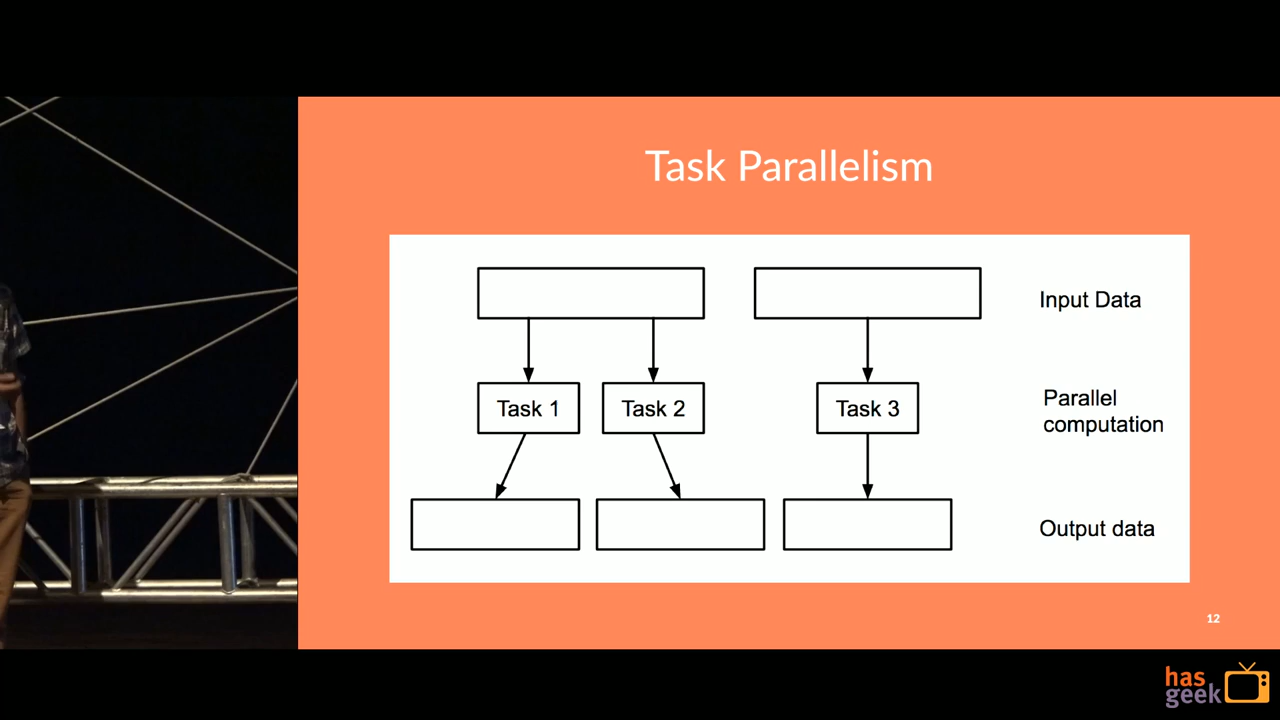 Task Parallelism
Input Data
Task 1
Task 2
Task 3
Parallel
computation
Output data
12
has
geek